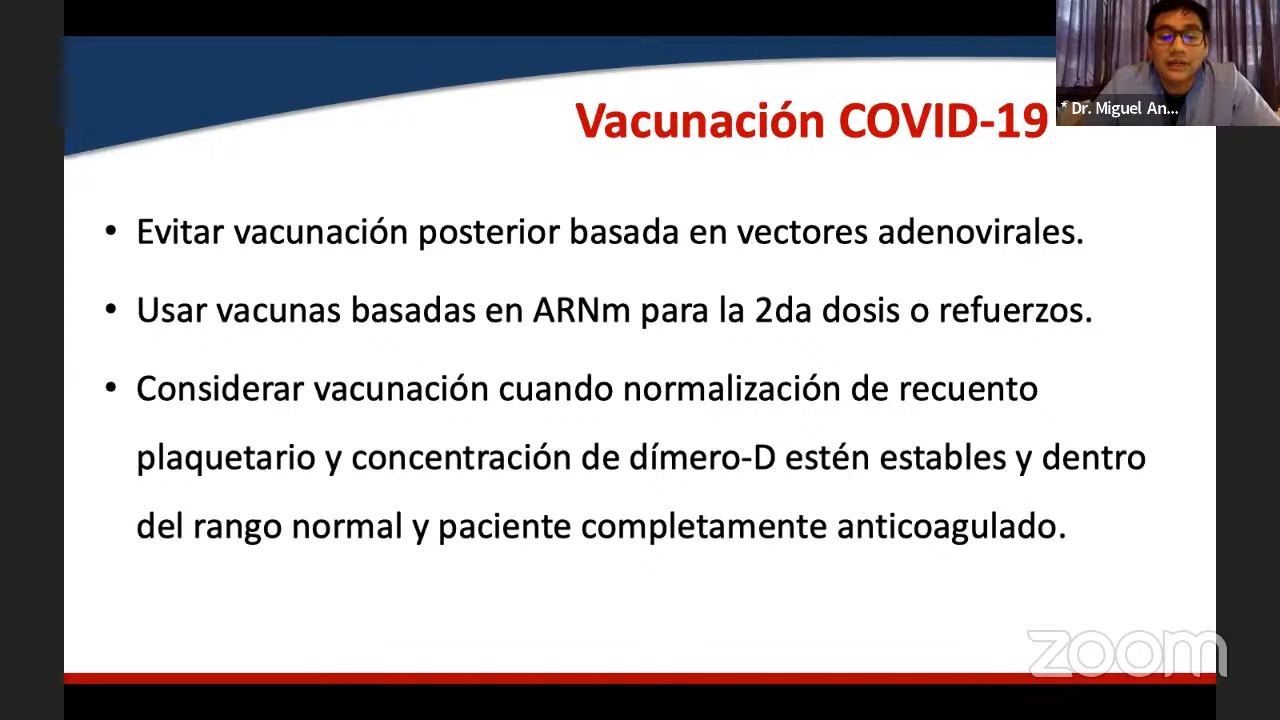 * Dr. Miguel An...
Vacunación COVID-19
• Evitar vacunación posterior basada en vectores adenovirales.
• Usar vacunas basadas en ARNm para la 2da dosis o refuerzos.
• Considerar vacunación cuando normalización de recuento
plaquetario y concentración de dímero-D estén estables y dentro
del rango normal y paciente completamente anticoagulado.
zoom